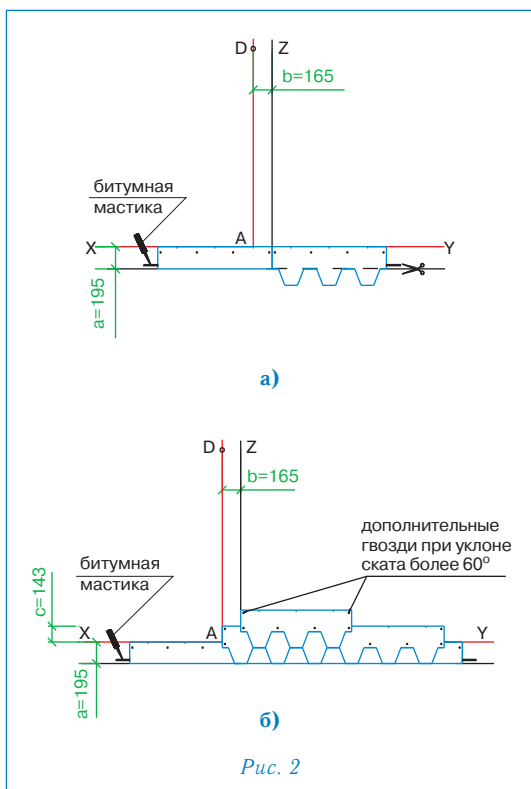 D Z
b=165
битумная
мастика
X A Y
a=195
а)
D Z
b=165
дополнительные
гвозди при уклоне
ската более 60°
битумная
мастика
c=143
X A Y
a=195
б)
Рис. 2